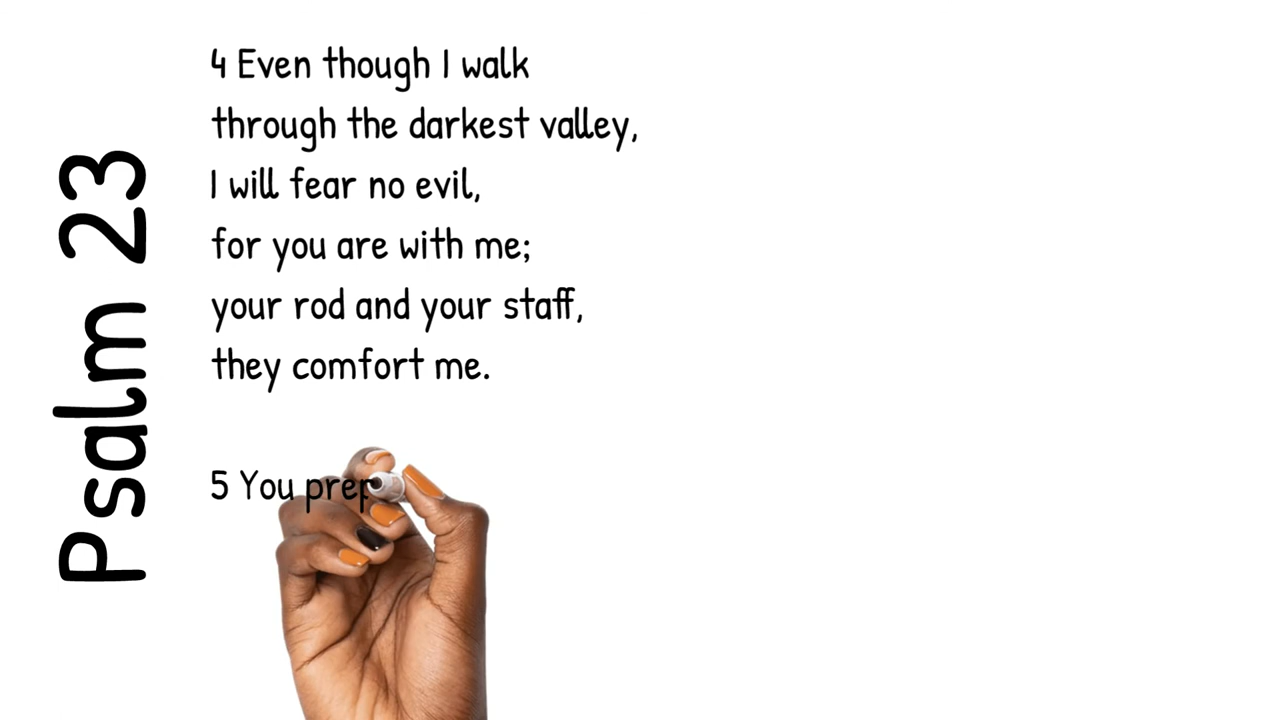 Psalm 23
4 Even though I walk
through the darkest valley,
I will fear no evil,
for you are with me;
your rod and your staff,
they comfort me.
5 You prep